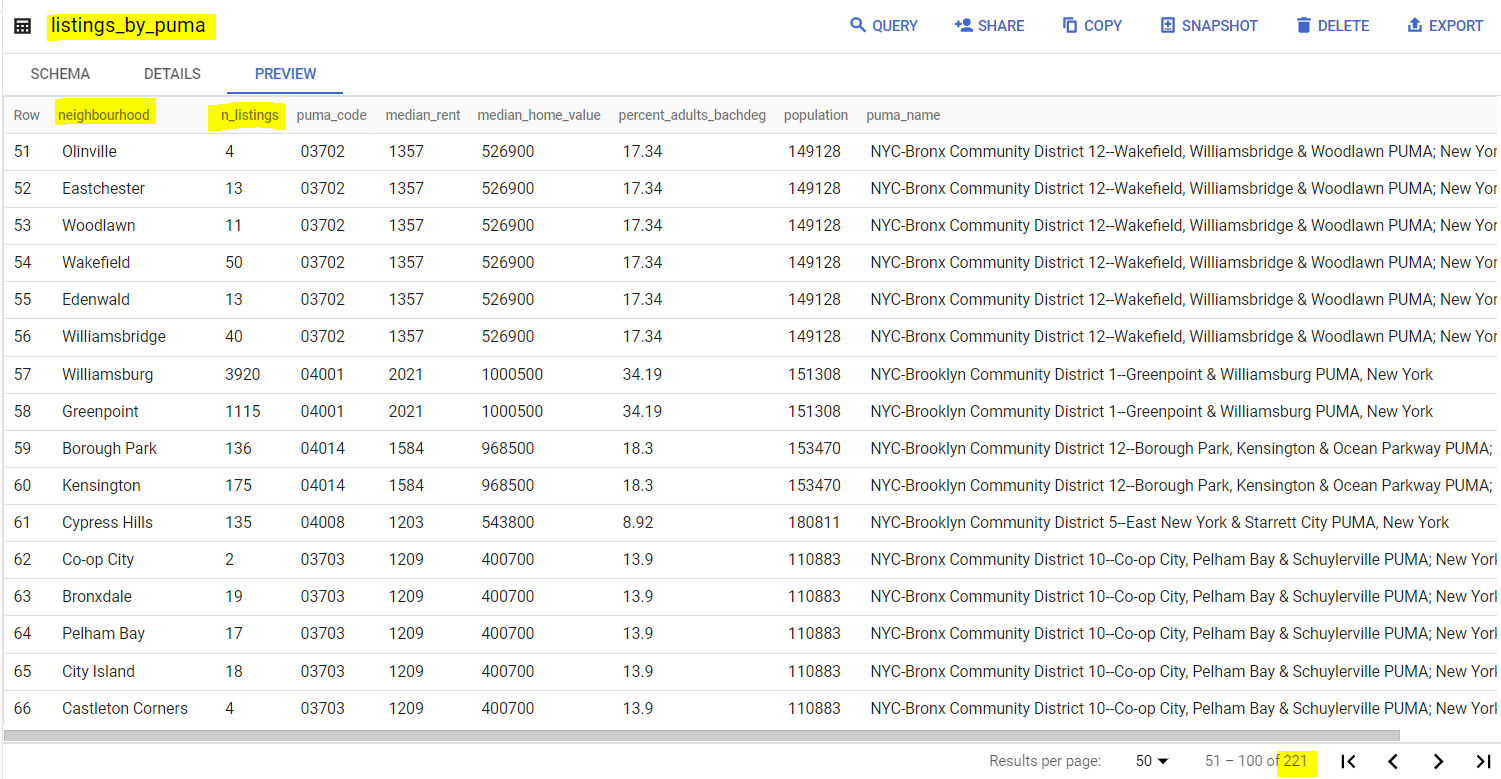 listings_by_puma QUERY SHARE COPY SNAPSHOT DELETE EXPORT
SCHEMA DETAILS PREVIEW
Row neighbourhood n_listings puma_code median_rent median_home_value percent_adults_bachdeg population puma_name
51 Olinville 4 03702 1357 526900 17.34 149128 NYC-Bronx Community District 12--Wakefield, Williamsbridge & Woodlawn PUMA; New Yor
52 Eastchester 13 03702 1357 526900 17.34 149128 NYC-Bronx Community District 12--Wakefield, Williamsbridge & Woodlawn PUMA; New Yor
53 Woodlawn 11 03702 1357 526900 17.34 149128 NYC-Bronx Community District 12--Wakefield, Williamsbridge & Woodlawn PUMA; New Yor
54 Wakefield 50 03702 1357 526900 17.34 149128 NYC-Bronx Community District 12--Wakefield, Williamsbridge & Woodlawn PUMA; New Yor
55 Edenwald 13 03702 1357 526900 17.34 149128 NYC-Bronx Community District 12--Wakefield, Williamsbridge & Woodlawn PUMA; New Yor
56 Williamsbridge 40 03702 1357 526900 17.34 149128 NYC-Bronx Community District 12--Wakefield, Williamsbridge & Woodlawn PUMA; New Yor
57 Williamsburg 3920 04001 2021 1000500 34.19 151308 NYC-Brooklyn Community District 1--Greenpoint & Williamsburg PUMA, New York
58 Greenpoint 1115 04001 2021 1000500 34.19 151308 NYC-Brooklyn Community District 1--Greenpoint & Williamsburg PUMA, New York
59 Borough Park 136 04014 1584 968500 18.3 153470 NYC-Brooklyn Community District 12--Borough Park, Kensington & Ocean Parkway PUMA;
60 Kensington 175 04014 1584 968500 18.3 153470 NYC-Brooklyn Community District 12--Borough Park, Kensington & Ocean Parkway PUMA;
61 Cypress Hills 135 04008 1203 543800 8.92 180811 NYC-Brooklyn Community District 5--East New York & Starrett City PUMA, New York
62 Co-op City 2 03703 1209 400700 13.9 110883 NYC-Bronx Community District 10--Co-op City, Pelham Bay & Schuylerville PUMA; New York
63 Bronxdale 19 03703 1209 400700 13.9 110883 NYC-Bronx Community District 10--Co-op City, Pelham Bay & Schuylerville PUMA; New York
64 Pelham Bay 17 03703 1209 400700 13.9 110883 NYC-Bronx Community District 10--Co-op City, Pelham Bay & Schuylerville PUMA; New York
65 City Island 18 03703 1209 400700 13.9 110883 NYC-Bronx Community District 10--Co-op City, Pelham Bay & Schuylerville PUMA; New York
66 Castleton Corners 4 03703 1209 400700 13.9 110883 NYC-Bronx Community District 10--Co-op City, Pelham Bay & Schuylerville PUMA; New York
Results per page: 50 51 – 100 of 221